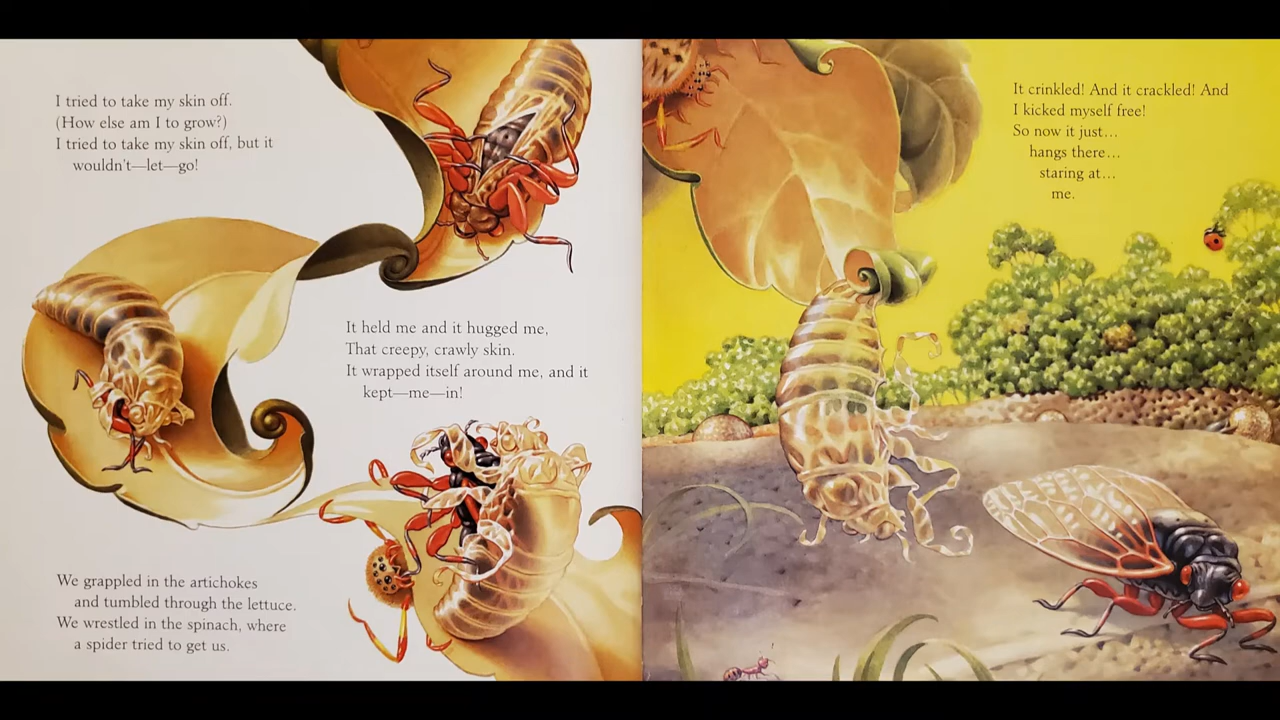 I tried to take my skin off.
(How else am I to grow?)
I tried to take my skin off, but it
wouldn't—let—go!
It held me and it hugged me,
That creepy, crawly skin.
It wrapped itself around me, and it
kept—me—in!
We grappled in the artichokes
and tumbled through the lettuce.
We wrestled in the spinach, where
a spider tried to get us.
It crinkled! And it crackled! And
I kicked myself free!
So now it just...
hangs there...
staring at...
me.